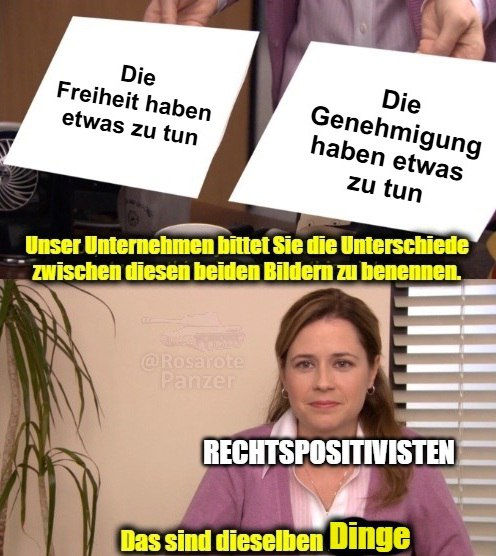 Die
Freiheit haben
etwas zu tun
Die
Genehmigung
haben etwas
zu tun
Unser Unternehmen bittet Sie die Unterschiede
zwischen diesen beiden Bildern zu benennen.
@Rosarote
Panzer
RECHTSPOSITIVISTEN
Das sind dieselben Dinge